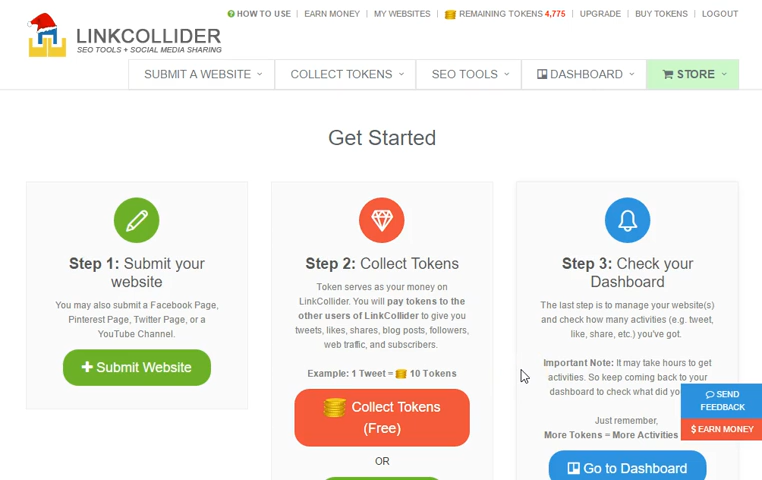 HOW TO USE | EARN MONEY | MY WEBSITES | REMAINING TOKENS 4,775 | UPGRADE | BUY TOKENS | LOGOUT
LINKCOLLIDER
SEO TOOLS + SOCIAL MEDIA SHARING
SUBMIT A WEBSITE COLLECT TOKENS SEO TOOLS DASHBOARD STORE
Get Started
Step 1: Submit your
website
You may also submit a Facebook Page,
Pinterest Page, Twitter Page, or a
YouTube Channel.
Submit Website
Step 2: Collect Tokens
Token serves as your money on
LinkCollider. You will pay tokens to the
other users of LinkCollider to give you
tweets, likes, shares, blog posts, followers,
web traffic, and subscribers.
Example: 1 Tweet = 10 Tokens
Collect Tokens
(Free)
OR
Step 3: Check your
Dashboard
The last step is to manage your website(s)
and check how many activities (e.g. tweet,
like, share, etc.) you've got.
Important Note: It may take hours to get
activities. So keep coming back to your
dashboard to check what did
Just remember,
More Tokens = More Activities
Go to Dashboard
SEND
FEEDBACK
$ EARN MONEY